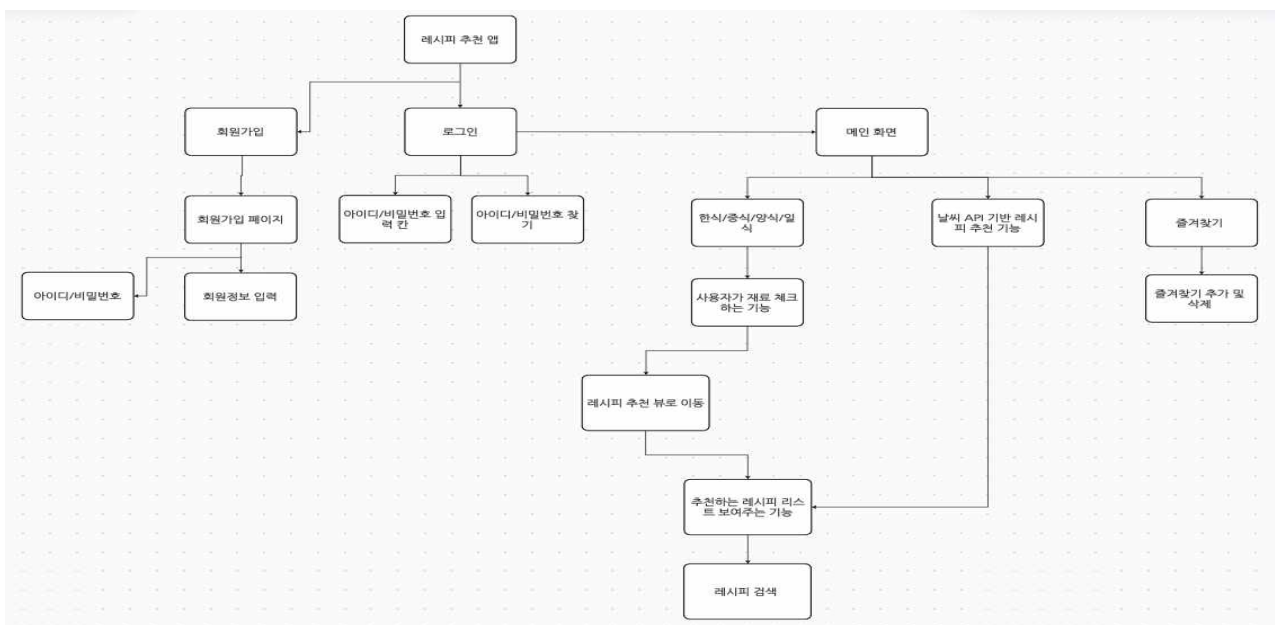 레시피 추천 앱
회원가입
로그인
메인 화면
회원가입 페이지
아이디/비밀번호 입
력 칸
아이디/비밀번호 찾
기
한식/중식/양식/일
식
날씨 API 기반 레시
피 추천 기능
즐겨찾기
아이디/비밀번호
회원정보 입력
사용자가 재료 체크
하는 기능
즐겨찾기 추가 및
삭제
레시피 추천 뷰로 이동
추천하는 레시피 리스
트 보여주는 기능
레시피 검색